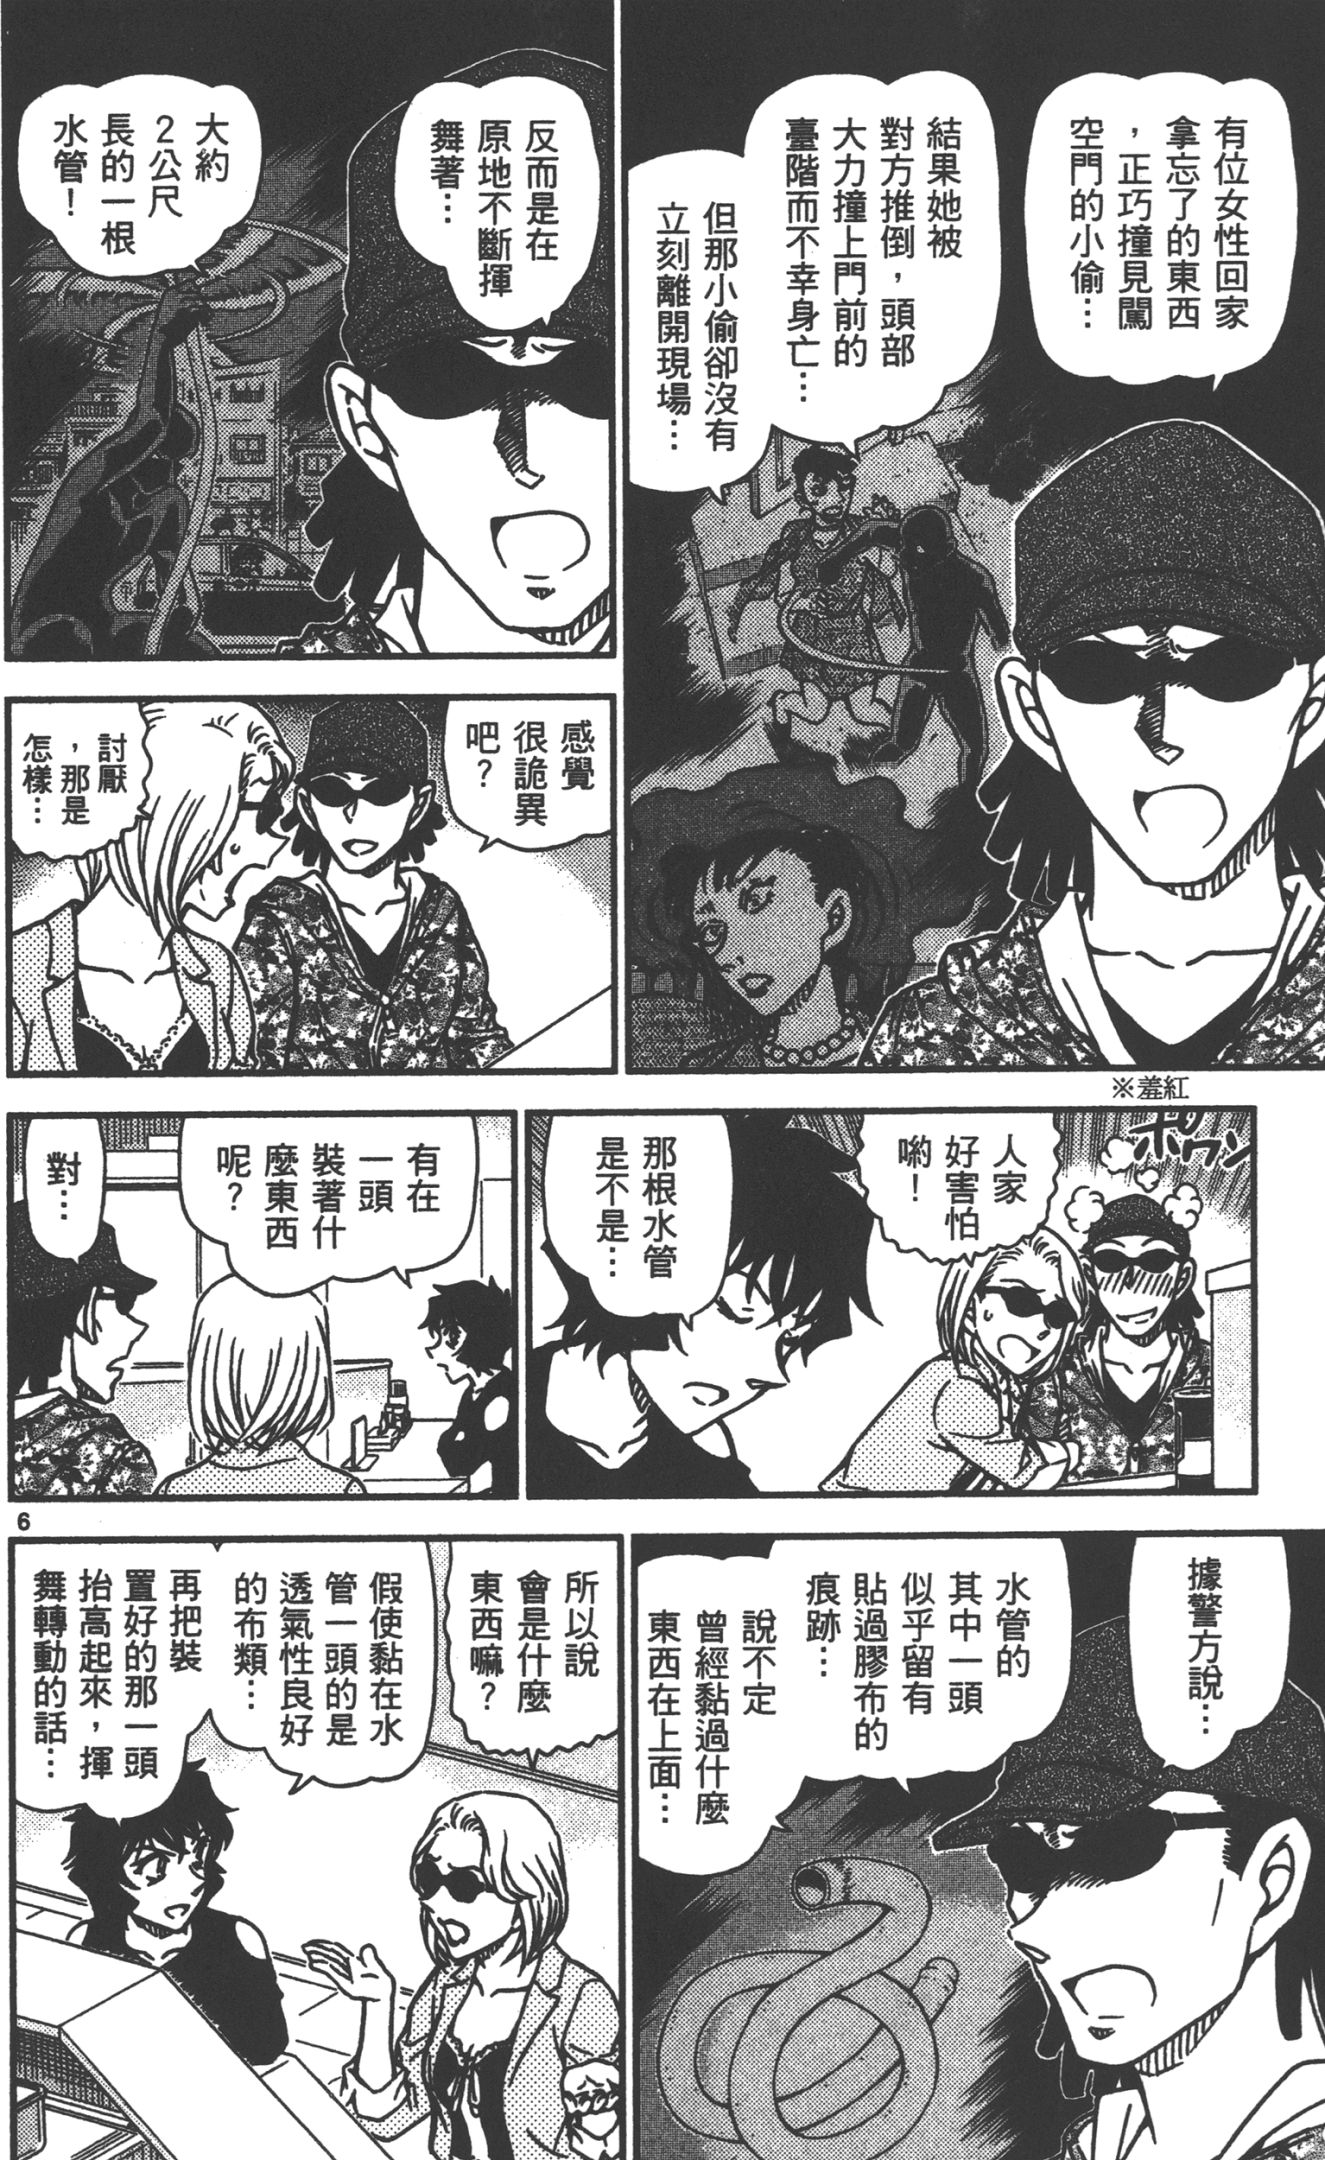 有位女性回家
拿忘了的東西
，正巧撞見闖
空門的小偷…
結果她被
對方推倒，頭部
大力撞上門前的
臺階而不幸身亡…
但那小偷卻沒有
立刻離開現場…
反而是在
原地不斷揮
舞著…
大約
2公尺
長的一根
水管！
感覺
很詭異
吧？
討厭
，那是
怎樣…
※羞紅
ポワン
人家
好害怕
喲！
那根水管
是不是…
有在
一頭
裝著什
麼東西
呢？
對…
6
據警方說…
水管的
其中一頭
似乎留有
貼過膠布的
痕跡…
說不定
曾經黏過什麼
東西在上面…
所以說
會是什麼
東西嘛？
假使黏在水
管一頭的是
透氣性良好
的布類…
再把裝
置好的那一頭
抬高起來，揮
舞轉動的話…